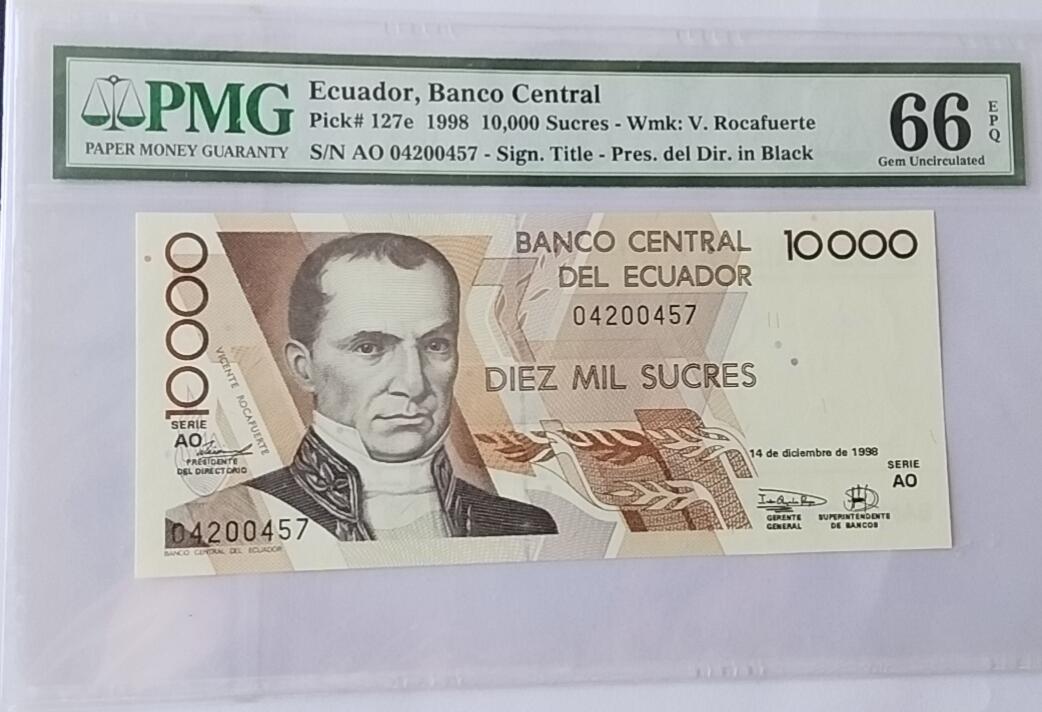 PMG
PAPER MONEY GUARANTY
Ecuador, Banco Central
Pick# 127e 1998 10,000 Sucres - Wmk: V. Rocafuerte
S/N AO 04200457 - Sign. Title - Pres. del Dir. in Black
66
EPQ
Gem Uncirculated
10000
BANCO CENTRAL
DEL ECUADOR
10000
04200457
VICENTE ROCAFUERTE
DIEZ MIL SUCRES
SERIE
AO
PRESIDENTE
DEL DIRECTORIO
14 de diciembre de 1998
SERIE
AO
GERENTE
GENERAL
SUPERINTENDENTE
DE BANCOS
04200457
BANCO CENTRAL DEL ECUADOR